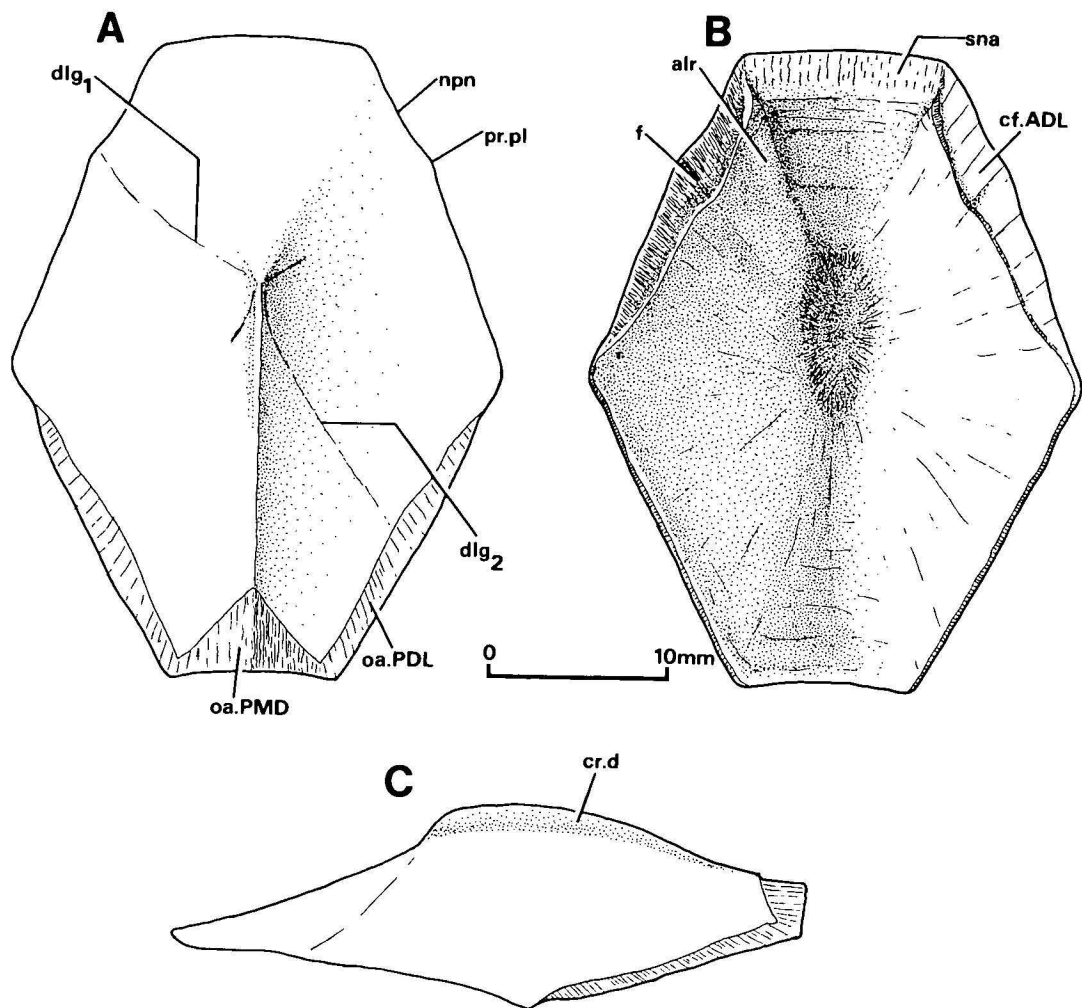 A
B
dlg1
npn
pr.pl
alr
sna
f
cf.ADL
dlg2
oa.PDL
0 10mm
oa.PMD
C
cr.d